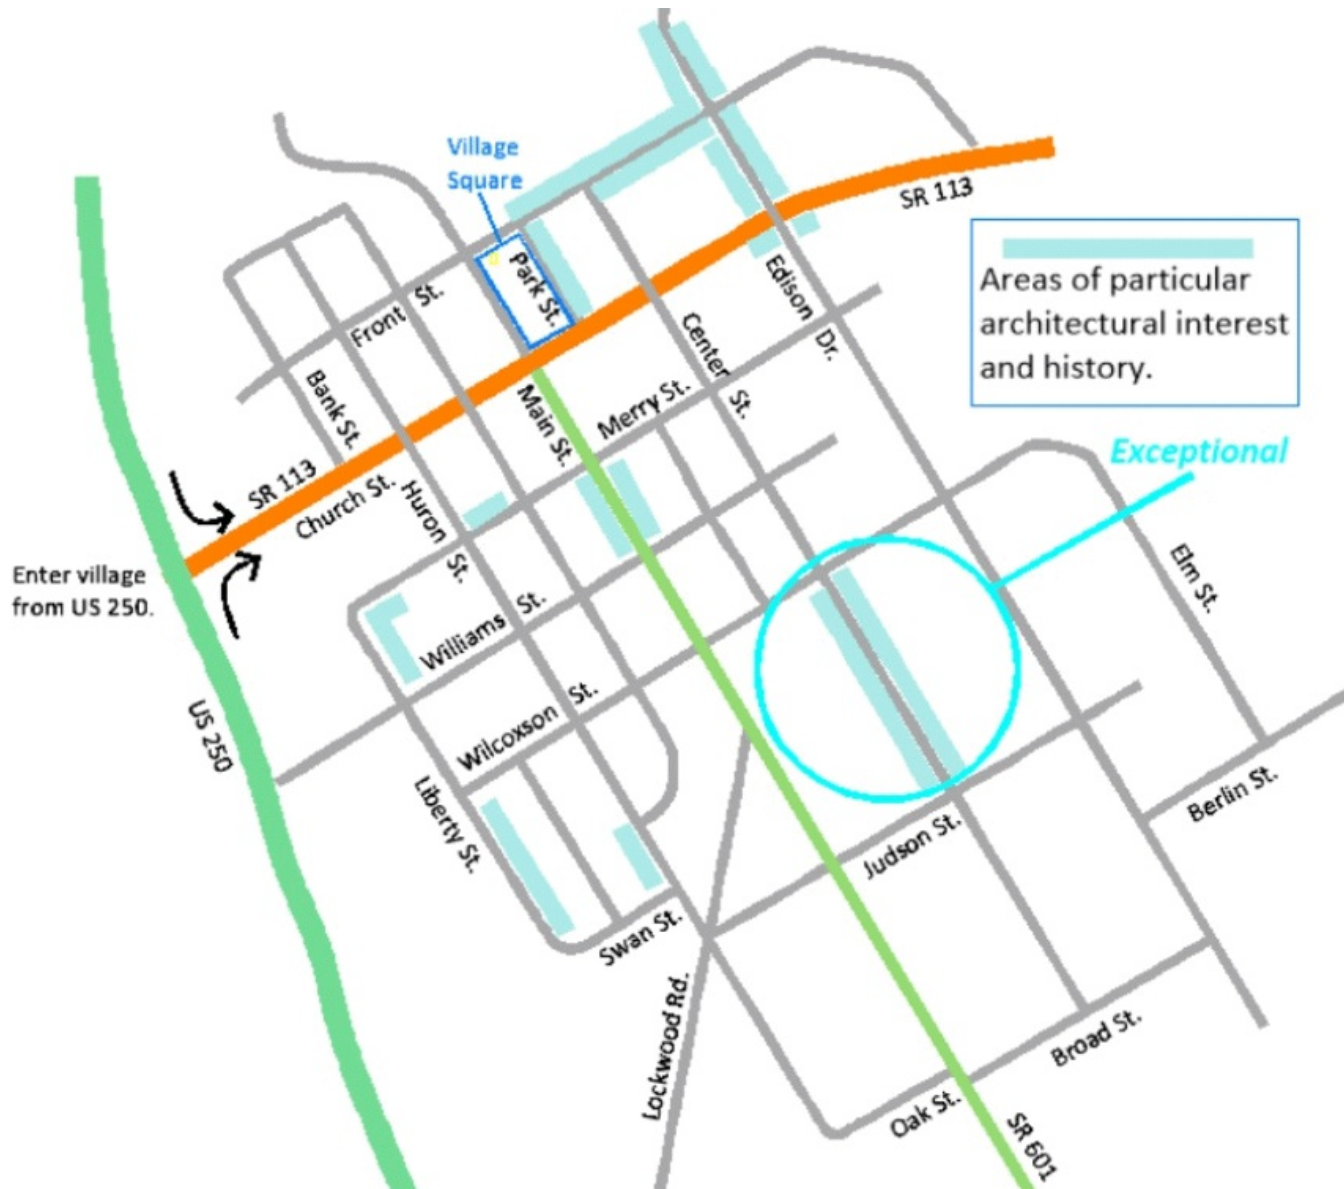 Village
Square
SR 113
Park St.
Front St.
Edison Dr.
Areas of particular
architectural interest
and history.
Center St.
Bank St.
Main St.
Merry St.
Exceptional
SR 113
Church St.
Huron St.
Enter village
from US 250.
Elm St.
Williams St.
Wilcoxson St.
US 250
Liberty St.
Berlin St.
Judson St.
Swan St.
Lockwood Rd.
Broad St.
Oak St.
SR 601